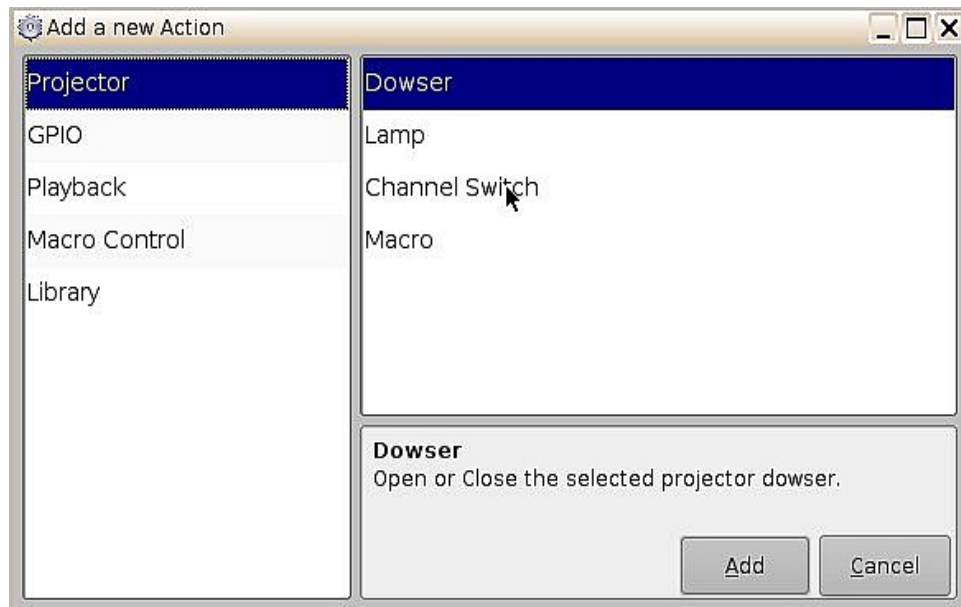 Add a new Action
Projector
GPIO
Playback
Macro Control
Library
Dowser
Lamp
Channel Switch
Macro
Dowser
Open or Close the selected projector dowser.
Add
Cancel